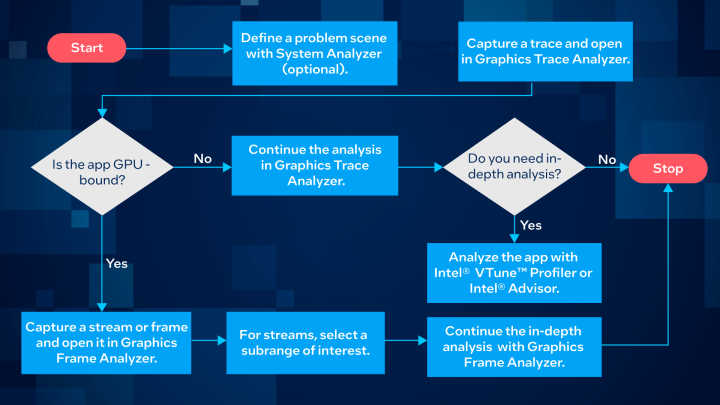 Start
Define a problem scene
with System Analyzer
(optional).
Capture a trace and open
in Graphics Trace Analyzer.
Is the app GPU -
bound?
No
Continue the analysis
in Graphics Trace
Analyzer.
Do you need in-
depth analysis?
No
Stop
Yes
Analyze the app with
Intel® VTune™ Profiler or
Intel® Advisor.
Yes
Capture a stream or frame
and open it in Graphics
Frame Analyzer.
For streams, select a
subrange of interest.
Continue the in-depth
analysis with Graphics
Frame Analyzer.